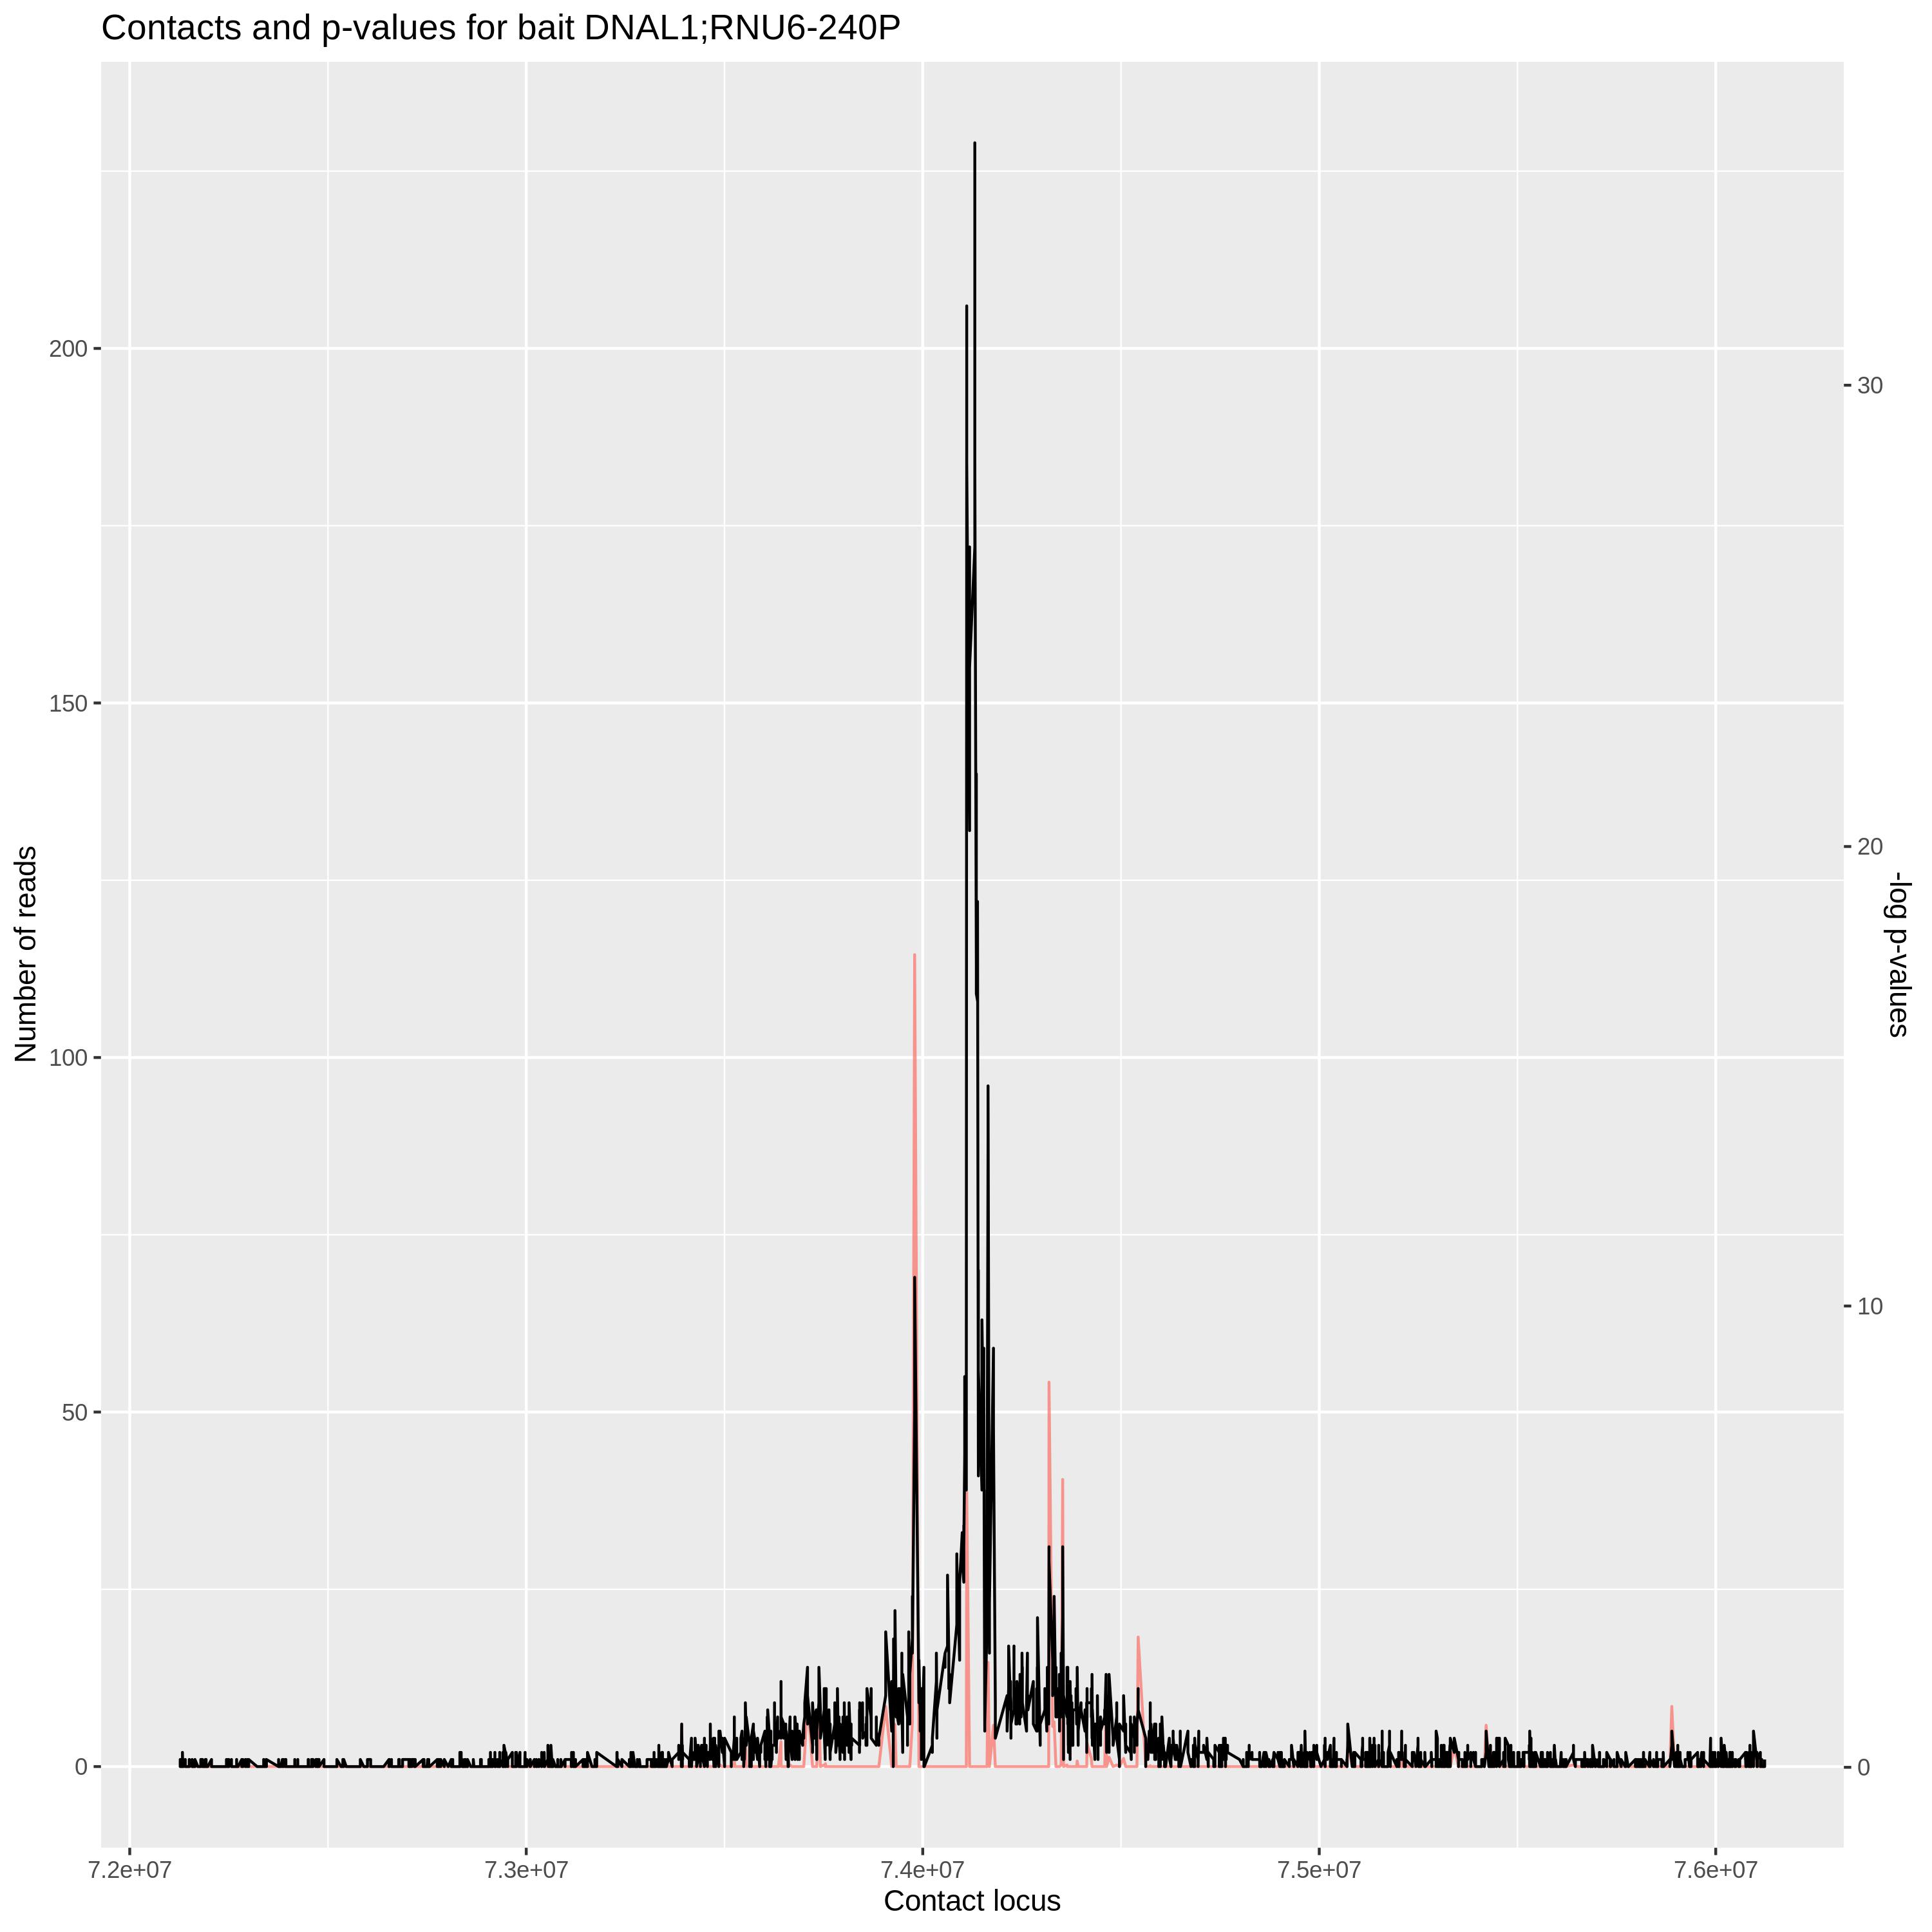 Contacts and p-values for bait DNAL1;RNU6-240P
200
150
100
50
0
Number of reads
30
20
10
0
-log p-values
7.2e+07 7.3e+07 7.4e+07 7.5e+07 7.6e+07
Contact locus